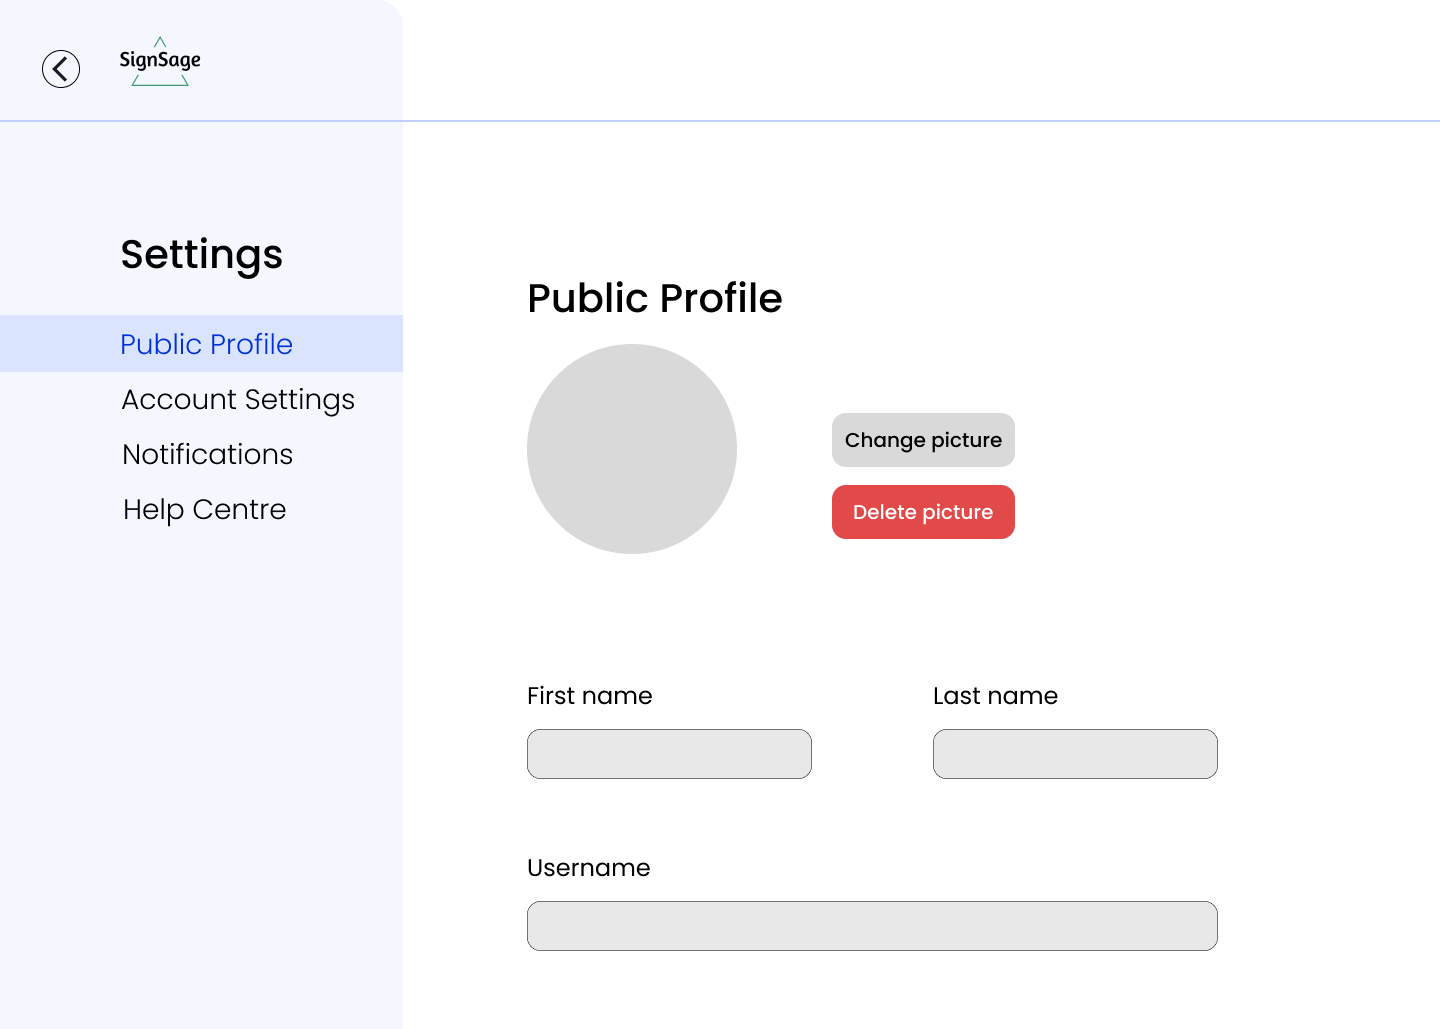 SignSage
Settings
Public Profile
Account Settings
Notifications
Help Centre
Public Profile
Change picture
Delete picture
First name
Last name
Username